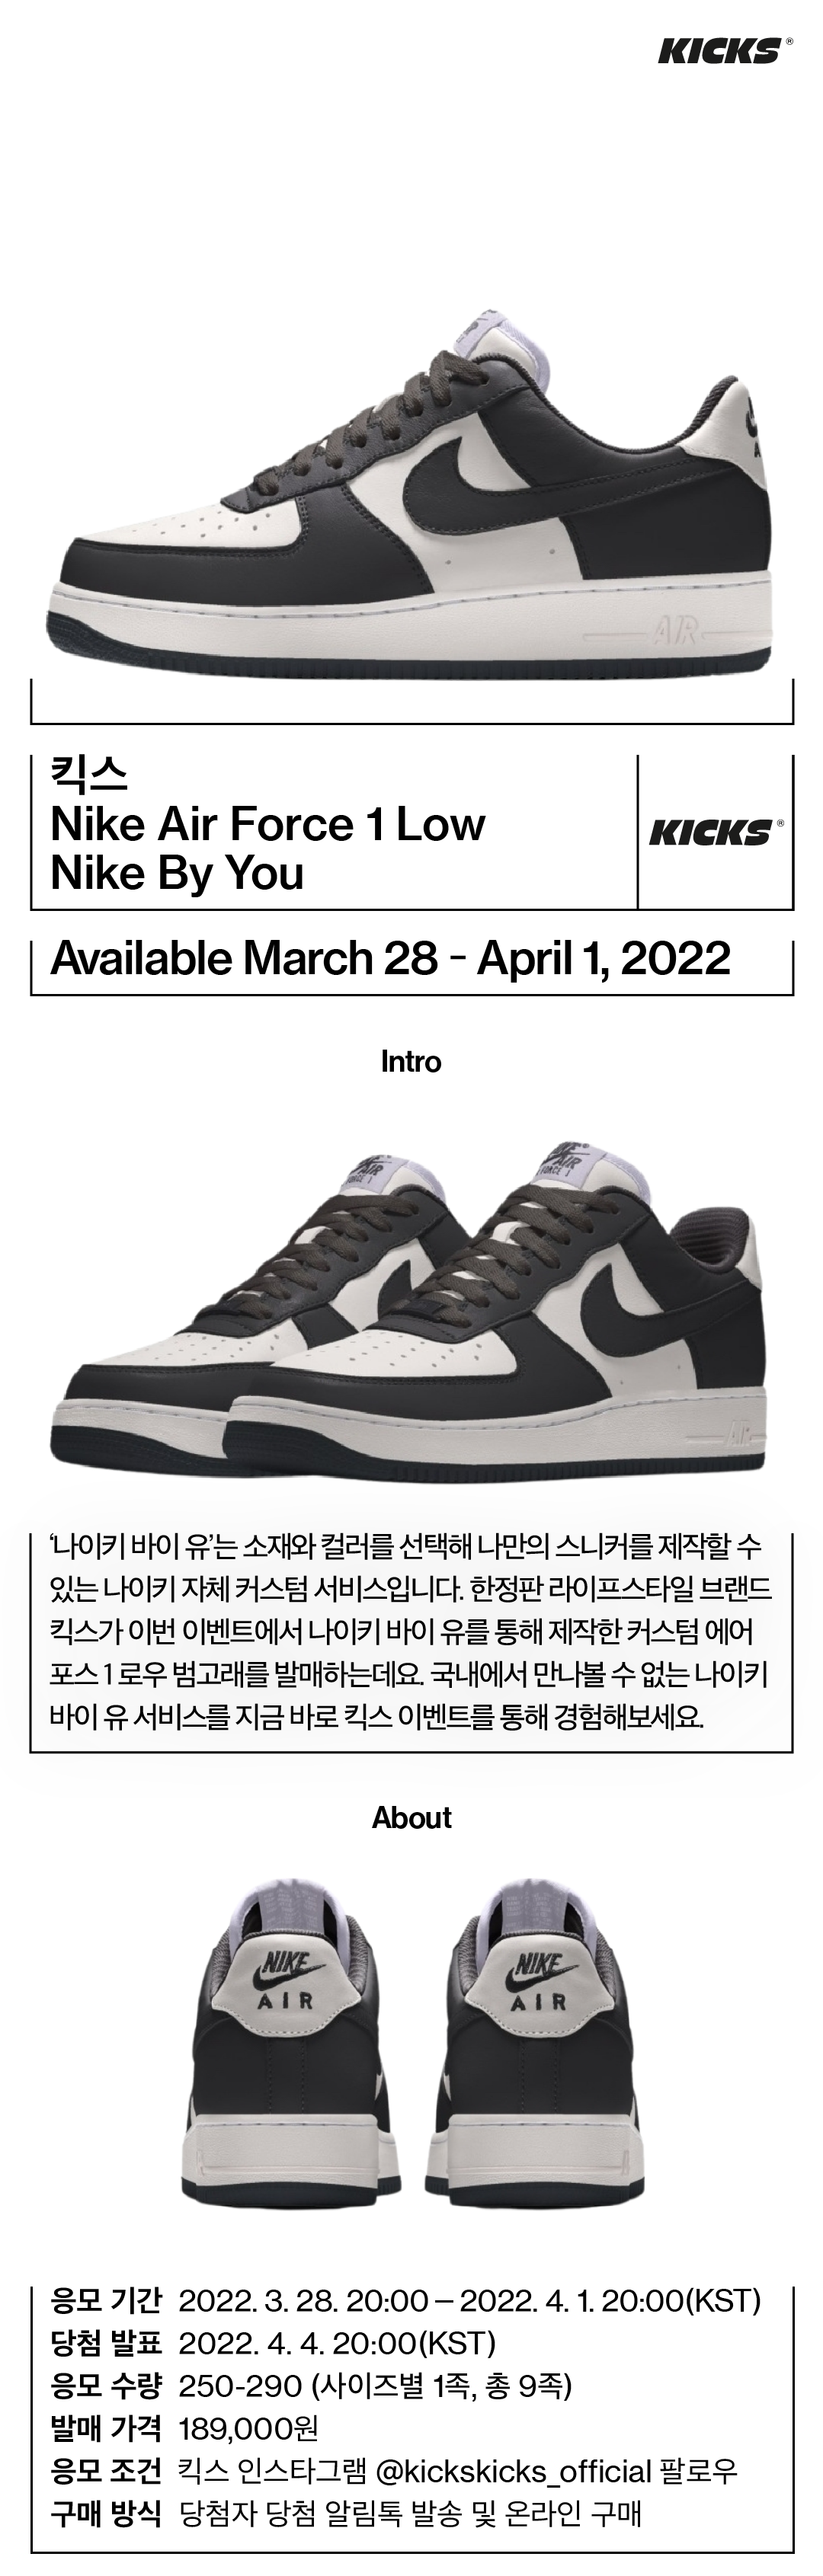 KICKS®
AIR
킥스
Nike Air Force 1 Low
Nike By You
KICKS®
Available March 28 - April 1, 2022
Intro
NIKE
AIR
FORCE 1
AIR
‘나이키 바이 유’는 소재와 컬러를 선택해 나만의 스니커를 제작할 수
있는 나이키 자체 커스텀 서비스입니다. 한정판 라이프스타일 브랜드
킥스가 이번 이벤트에서 나이키 바이 유를 통해 제작한 커스텀 에어
포스 1 로우 범고래를 발매하는데요. 국내에서 만나볼 수 없는 나이키
바이 유 서비스를 지금 바로 킥스 이벤트를 통해 경험해보세요.
About
NIKE
AIR
NIKE
AIR
응모 기간 2022. 3. 28. 20:00 – 2022. 4. 1. 20:00(KST)
당첨 발표 2022. 4. 4. 20:00(KST)
응모 수량 250-290 (사이즈별 1족, 총 9족)
발매 가격 189,000원
응모 조건 킥스 인스타그램 @kickskicks_official 팔로우
구매 방식 당첨자 당첨 알림톡 발송 및 온라인 구매